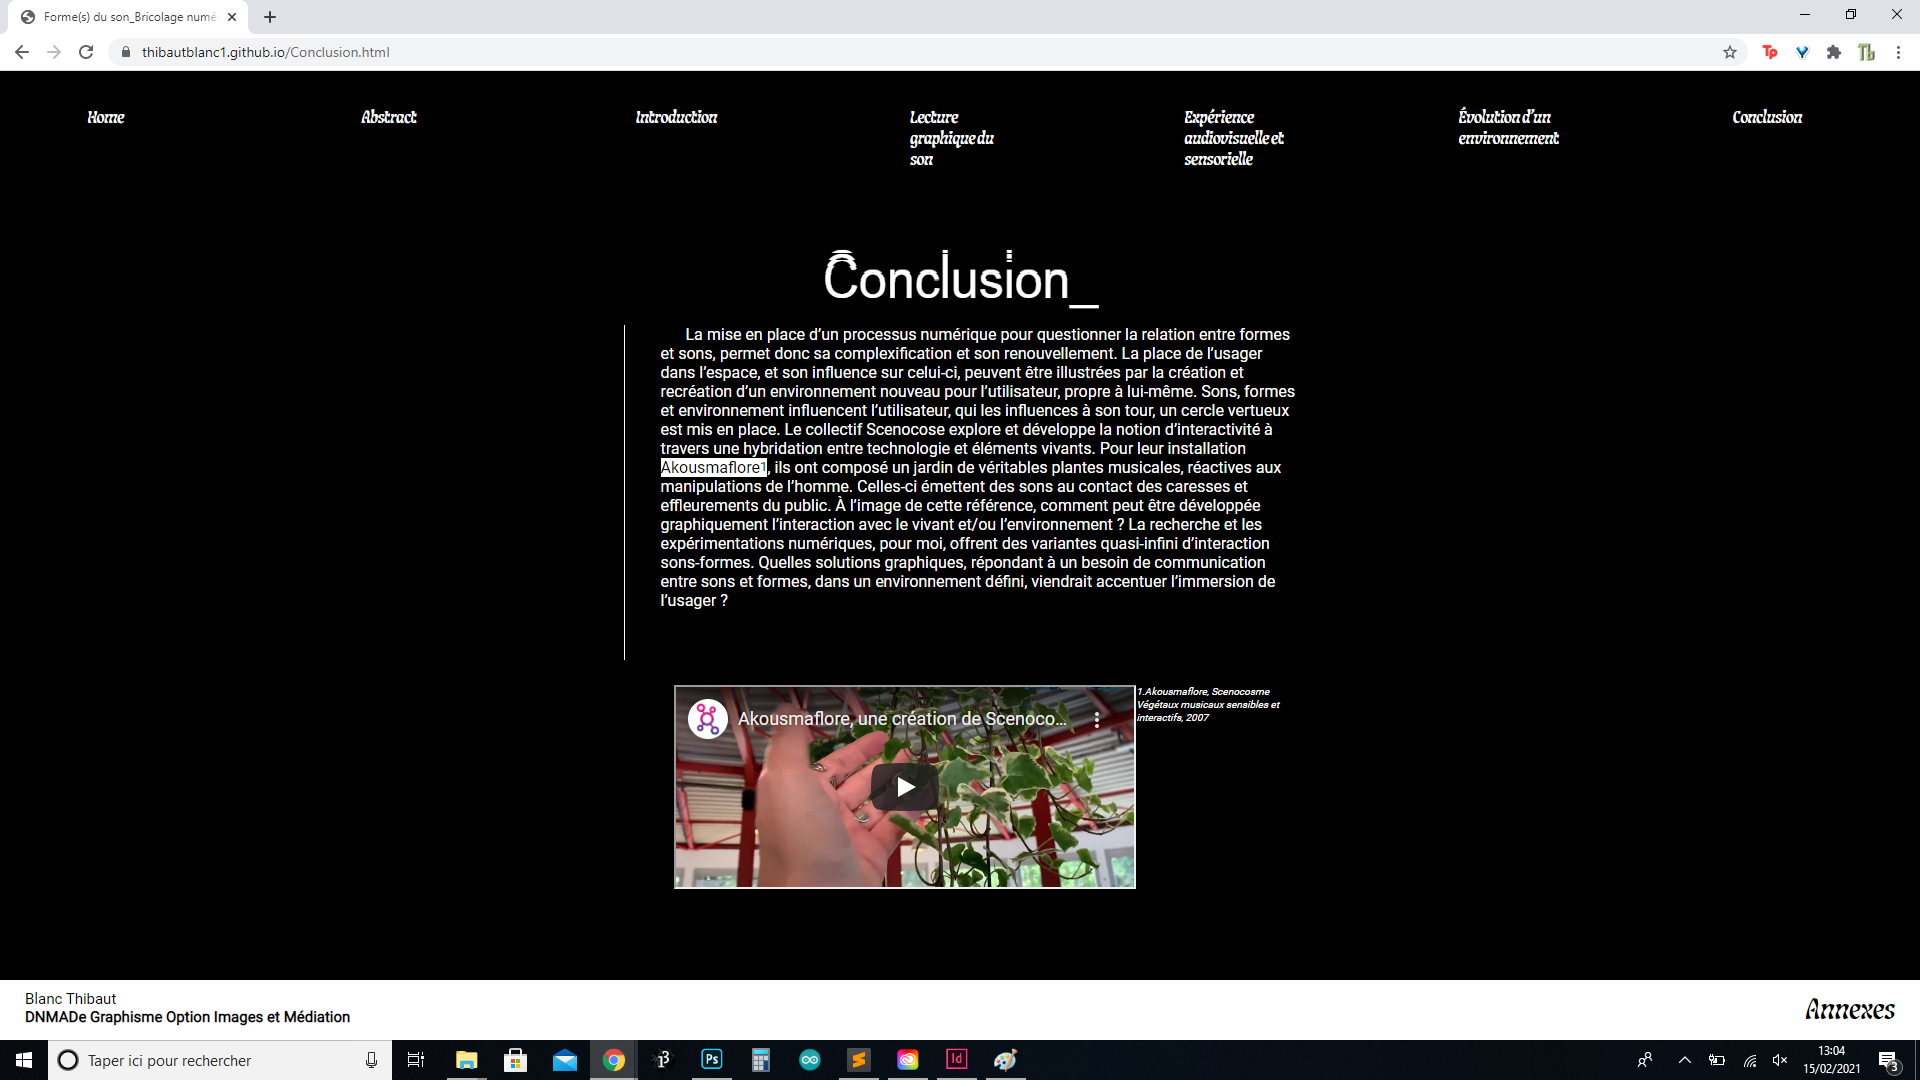 Forme(s) du son_Bricolage numé
thibautblanc1.github.io/Conclusion.html
Tp
Tb
Home
Abstract
Introduction
Lecture
graphique du
son
Expérience
audiovisuelle et
sensorielle
Évolution d'un
environnement
Conclusion
Conclusion_
La mise en place d'un processus numérique pour questionner la relation entre formes
et sons, permet donc sa complexification et son renouvellement. La place de l'usager
dans l'espace, et son influence sur celui-ci, peuvent être illustrées par la création et
recréation d'un environnement nouveau pour l'utilisateur, propre à lui-même. Sons, formes
et environnement influencent l'utilisateur, qui les influences à son tour, un cercle vertueux
est mis en place. Le collectif Scenocose explore et développe la notion d'interactivité à
travers une hybridation entre technologie et éléments vivants. Pour leur installation
Akousmaflore1, ils ont composé un jardin de véritables plantes musicales, réactives aux
manipulations de l'homme. Celles-ci émettent des sons au contact des caresses et
effleurements du public. À l'image de cette référence, comment peut être développée
graphiquement l'interaction avec le vivant et/ou l'environnement ? La recherche et les
expérimentations numériques, pour moi, offrent des variantes quasi-infini d'interaction
sons-formes. Quelles solutions graphiques, répondant à un besoin de communication
entre sons et formes, dans un environnement défini, viendrait accentuer l'immersion de
l'usager ?
Akousmaflore, une création de Scenoco...
1.Akousmaflore, Scenocosme
Végétaux musicaux sensibles et
interactifs, 2007
Blanc Thibaut
DNMADe Graphisme Option Images et Médiation
Annexes
Taper ici pour rechercher
Ps
Id
13:04
15/02/2021
3